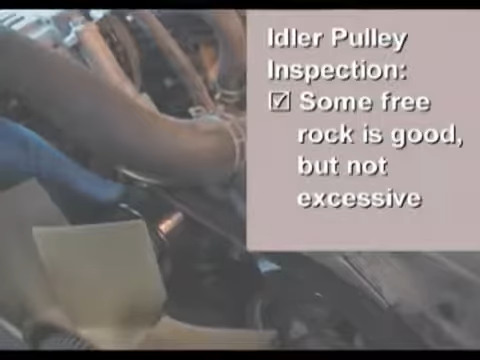 Idler Pulley
Inspection:
☑ Some free
rock is good,
but not
excessive